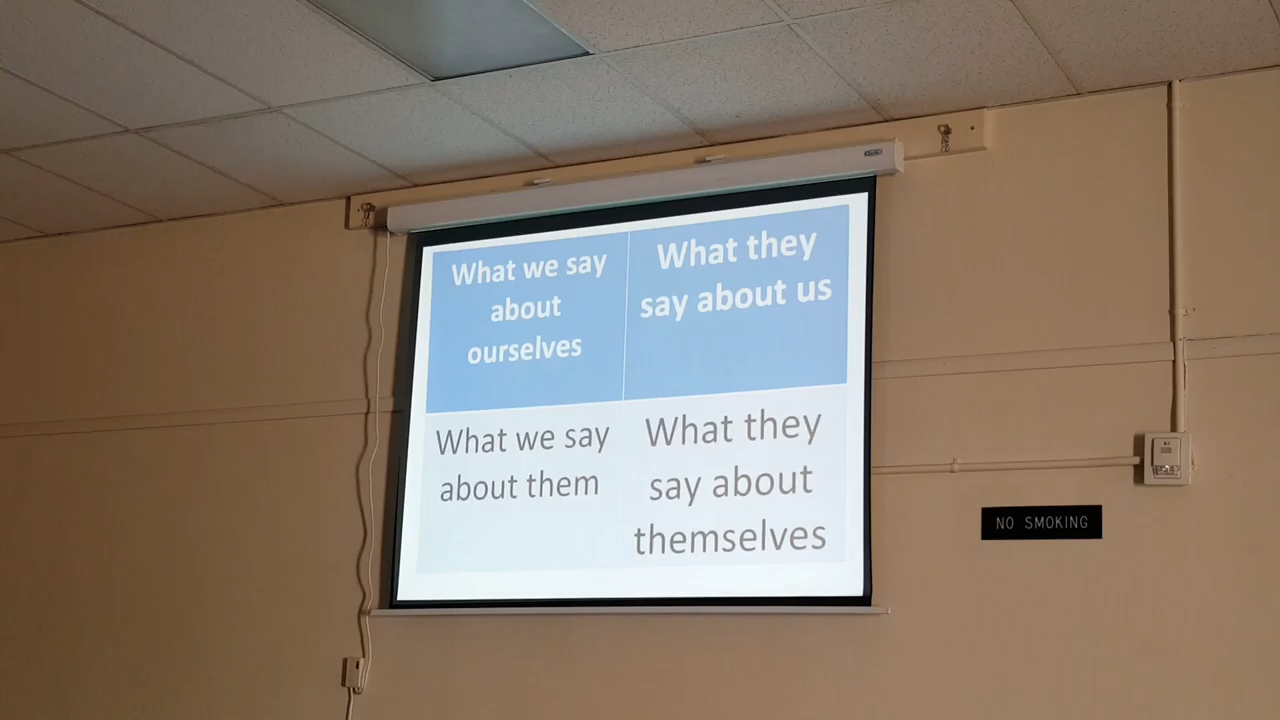 What we say
about
ourselves
What they
say about us
What we say
about them
What they
say about
themselves
NO SMOKING